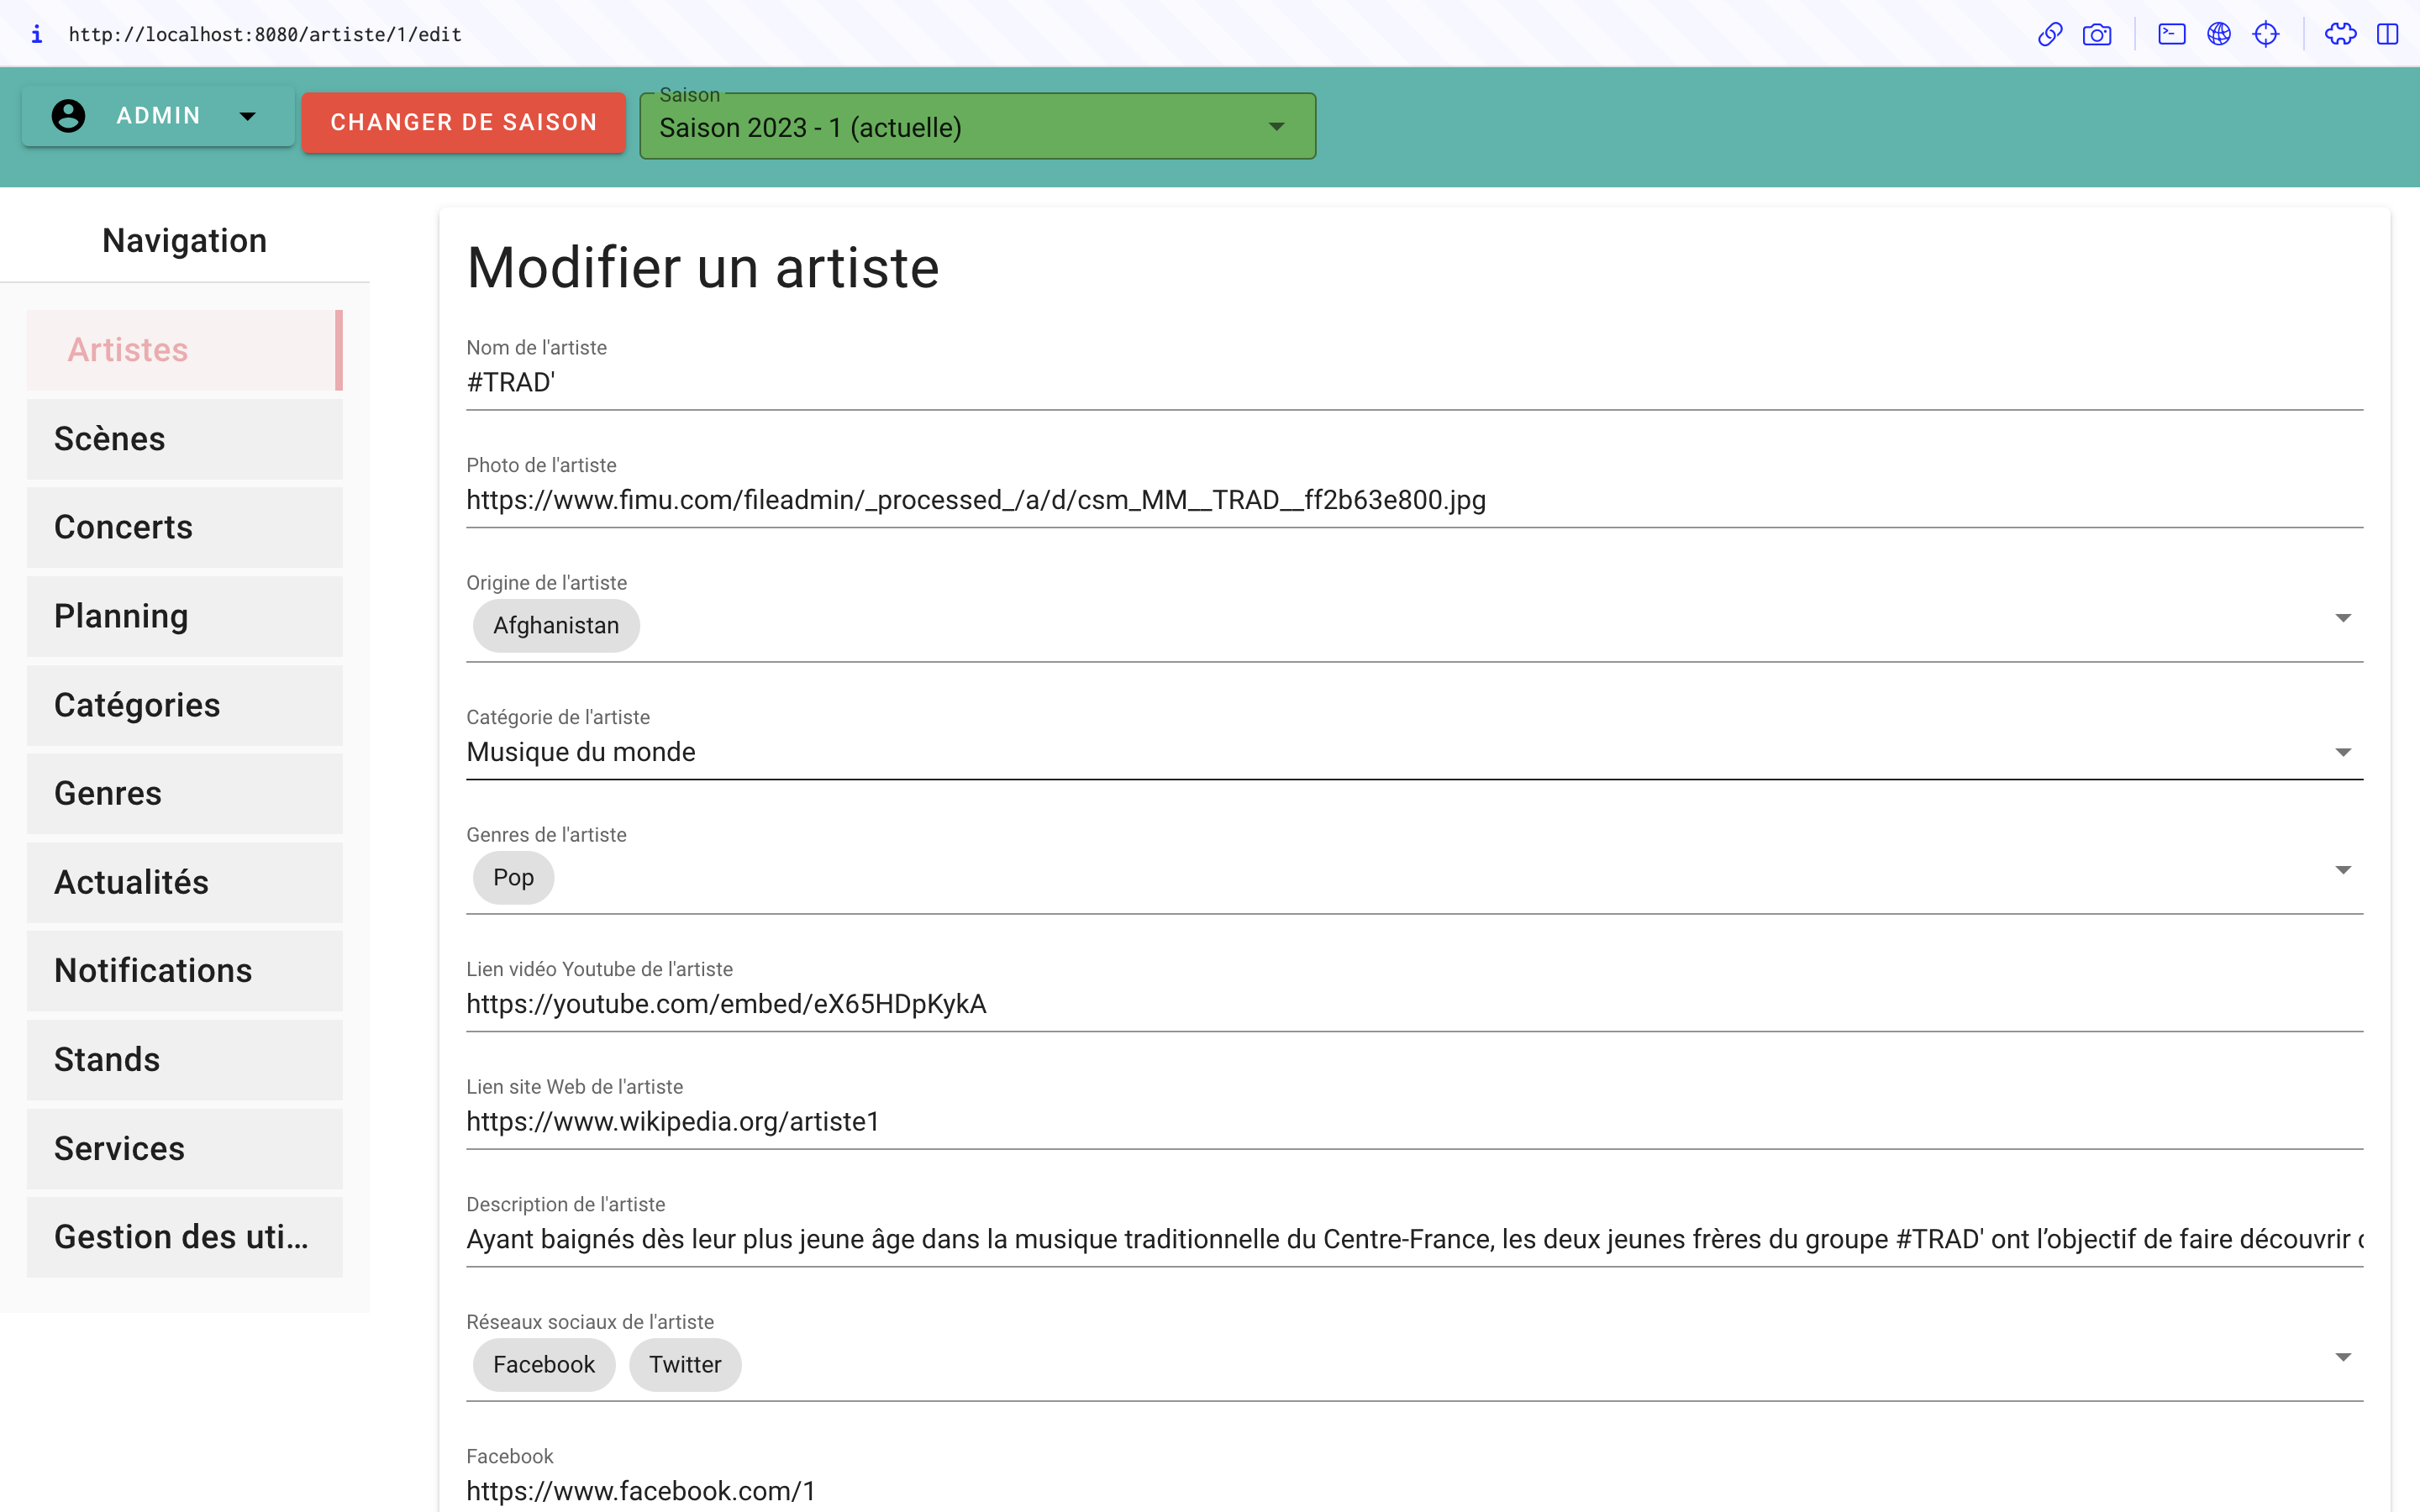 http://localhost:8080/artiste/1/edit
ADMIN
CHANGER DE SAISON
Saison
Saison 2023 - 1 (actuelle)
Navigation
Artistes
Scènes
Concerts
Planning
Catégories
Genres
Actualités
Notifications
Stands
Services
Gestion des uti...
Modifier un artiste
Nom de l'artiste
#TRAD'
Photo de l'artiste
https://www.fimu.com/fileadmin/_processed_/a/d/csm_MM__TRAD__ff2b63e800.jpg
Origine de l'artiste
Afghanistan
Catégorie de l'artiste
Musique du monde
Genres de l'artiste
Pop
Lien vidéo Youtube de l'artiste
https://youtube.com/embed/eX65HDpKykA
Lien site Web de l'artiste
https://www.wikipedia.org/artiste1
Description de l'artiste
Ayant baignés dès leur plus jeune âge dans la musique traditionnelle du Centre-France, les deux jeunes frères du groupe #TRAD' ont l’objectif de faire découvrir
Réseaux sociaux de l'artiste
Facebook Twitter
Facebook
https://www.facebook.com/1